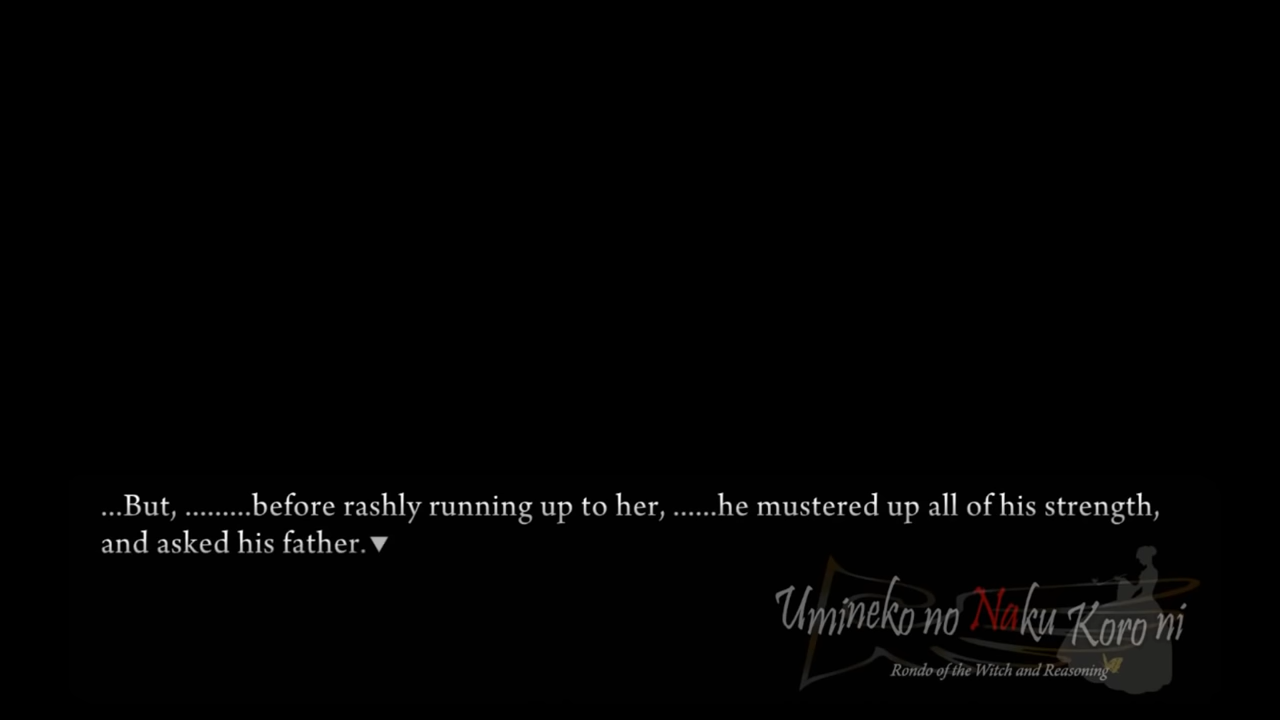 ...But, .........before rashly running up to her, ......he mustered up all of his strength,
and asked his father.▼
Umineko no Naku Koro ni
Rondo of the Witch and Reasoning